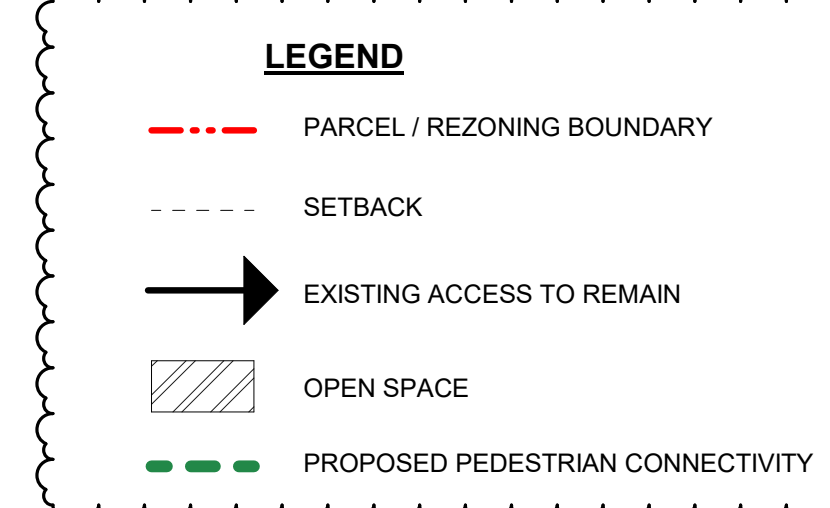 LEGEND
PARCEL / REZONING BOUNDARY
SETBACK
EXISTING ACCESS TO REMAIN
OPEN SPACE
PROPOSED PEDESTRIAN CONNECTIVITY